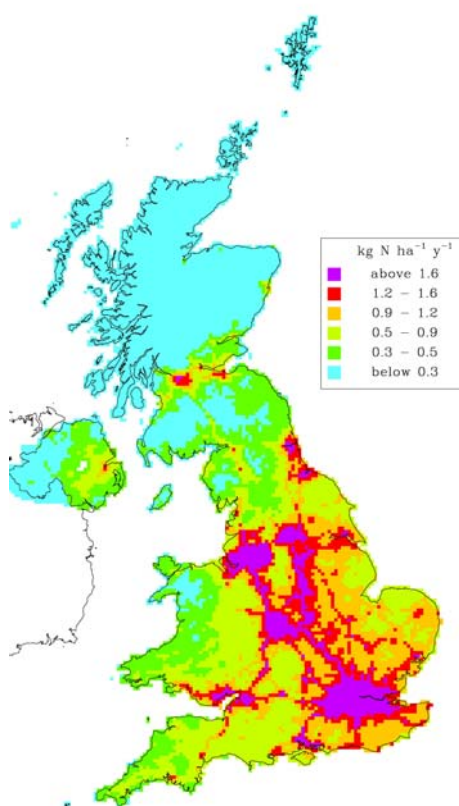 kg N ha⁻¹ y⁻¹
above 1.6
1.2 – 1.6
0.9 – 1.2
0.5 – 0.9
0.3 – 0.5
below 0.3